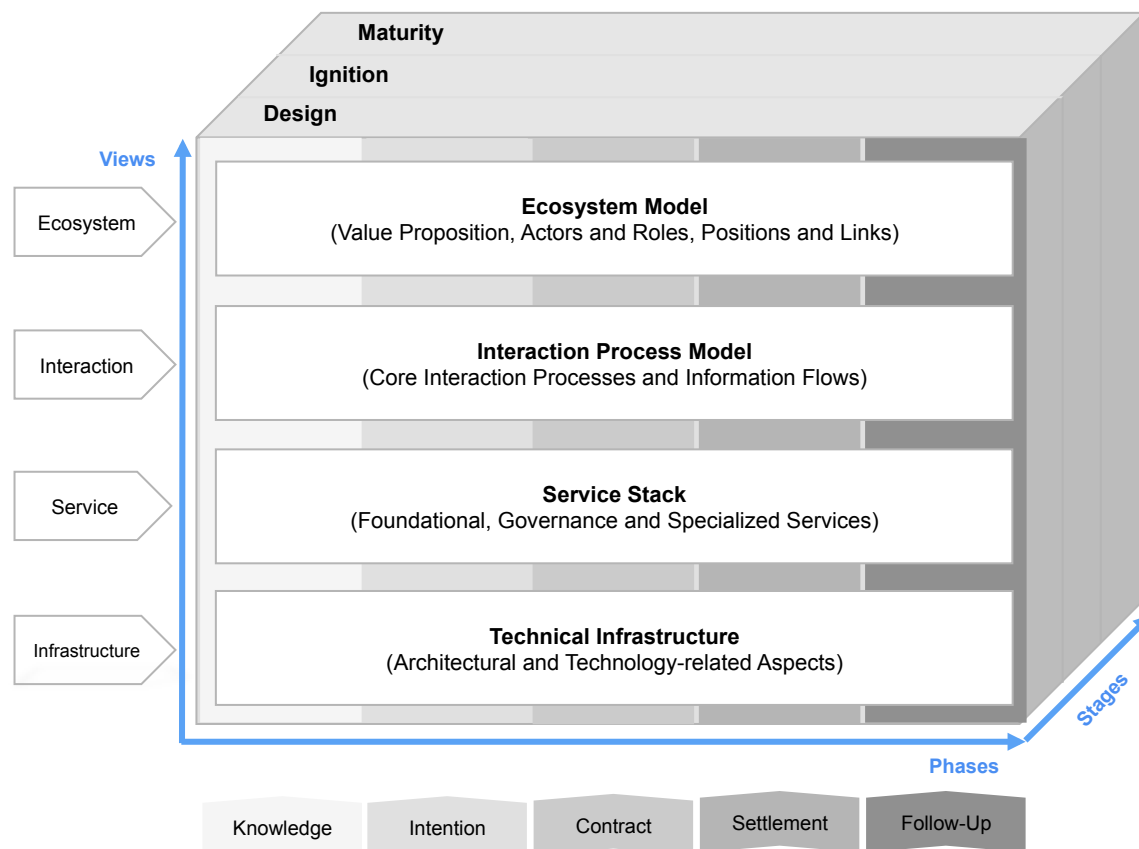 Maturity
Ignition
Design
Views
Ecosystem
Ecosystem Model
(Value Proposition, Actors and Roles, Positions and Links)
Interaction
Interaction Process Model
(Core Interaction Processes and Information Flows)
Service
Service Stack
(Foundational, Governance and Specialized Services)
Infrastructure
Technical Infrastructure
(Architectural and Technology-related Aspects)
Stages
Phases
Knowledge
Intention
Contract
Settlement
Follow-Up